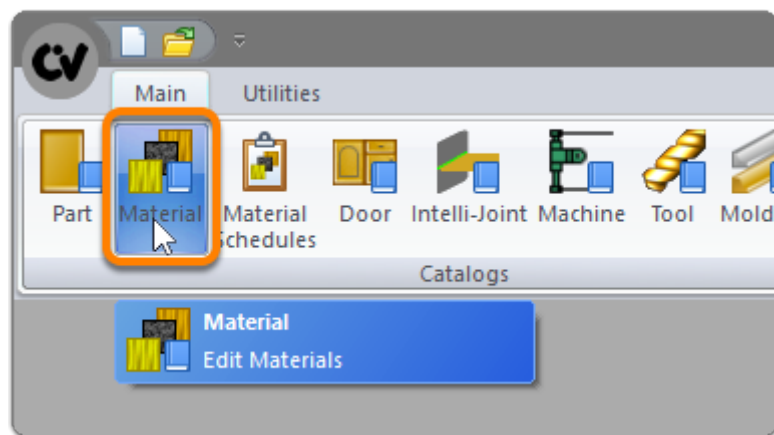 CV
Main Utilities
Part Material Material Schedules Door Intelli-Joint Machine Tool Mold
Catalogs
Material
Edit Materials